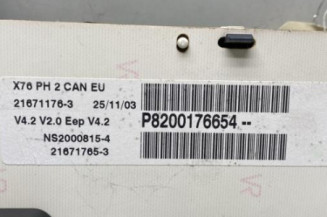 X76 PH 2 CAN EU
21671176-3 25/11/03
V4.2 V2.0 Eep V4.2
P8200176654 --
NS2000815-4
21671765-3
VR